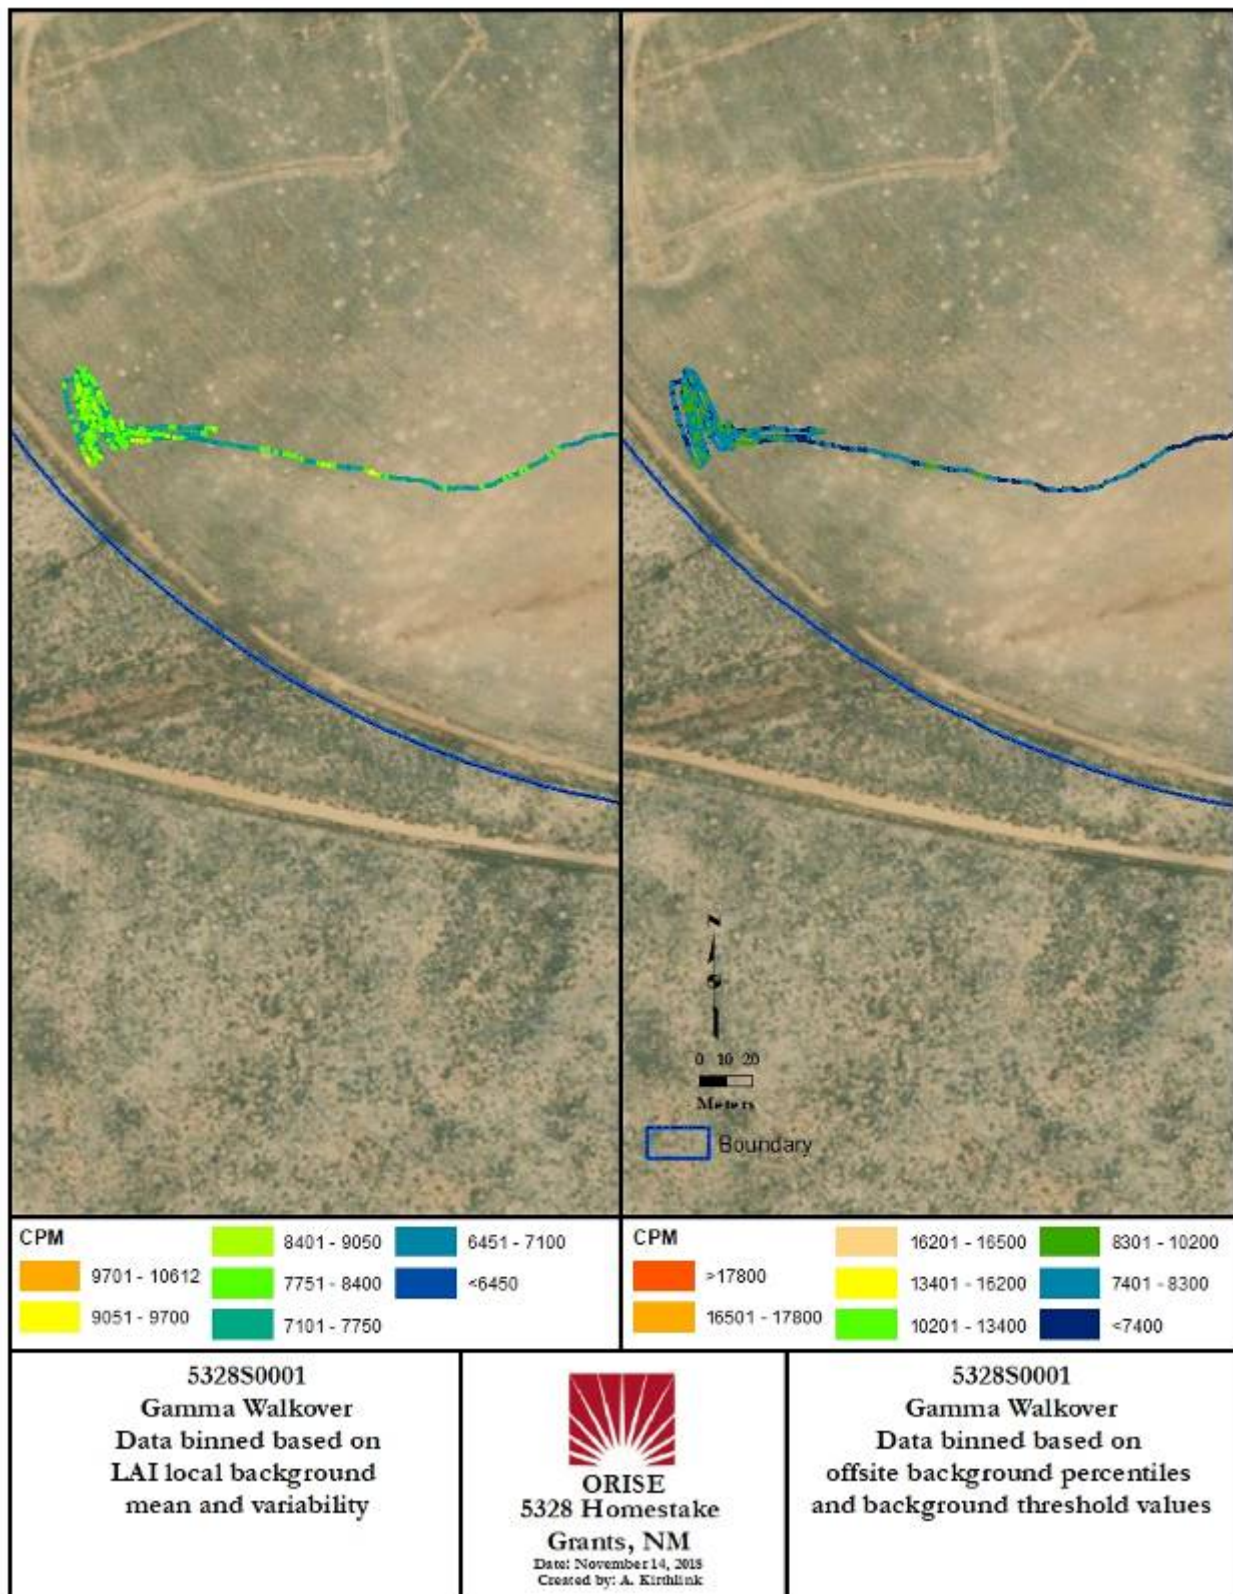 N
0 10 20
Meters
Boundary
CPM
9701 - 10612
9051 - 9700
8401 - 9050
7751 - 8400
7101 - 7750
6451 - 7100
<6450
CPM
>17800
16501 - 17800
16201 - 16500
13401 - 16200
10201 - 13400
8301 - 10200
7401 - 8300
<7400
5328S0001
Gamma Walkover
Data binned based on
LAI local background
mean and variability
ORISE
5328 Homestake
Grants, NM
Date: November 14, 2018
Created by: A. Kirthlink
5328S0001
Gamma Walkover
Data binned based on
offsite background percentiles
and background threshold values